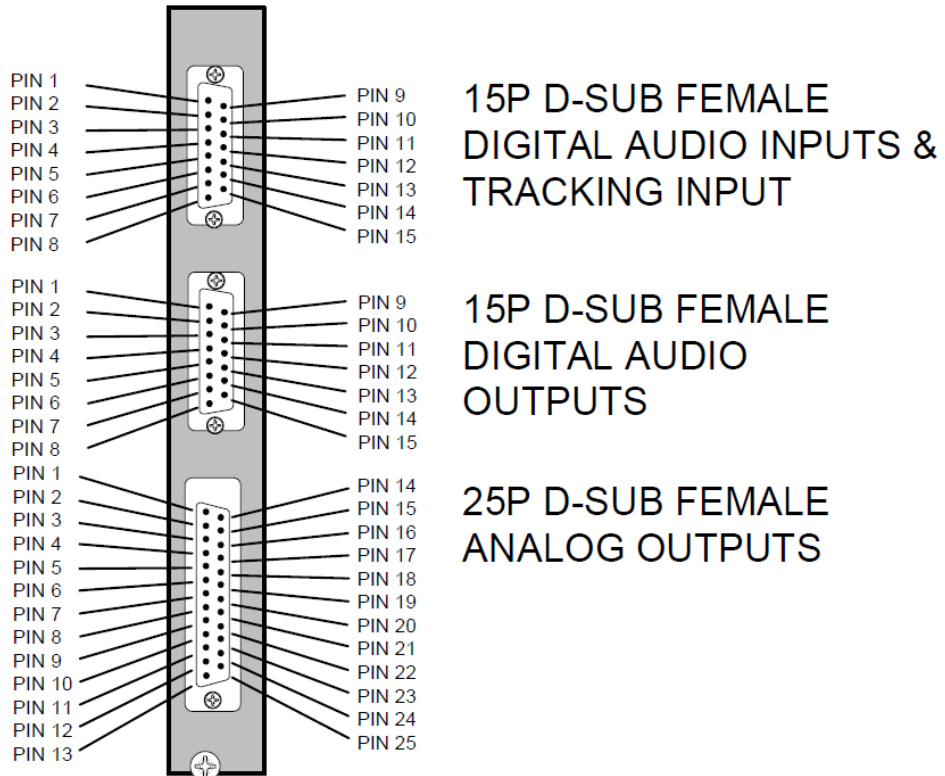 PIN 1
PIN 2
PIN 3
PIN 4
PIN 5
PIN 6
PIN 7
PIN 8
PIN 9
PIN 10
PIN 11
PIN 12
PIN 13
PIN 14
PIN 15
15P D-SUB FEMALE
DIGITAL AUDIO INPUTS &
TRACKING INPUT
PIN 1
PIN 2
PIN 3
PIN 4
PIN 5
PIN 6
PIN 7
PIN 8
PIN 9
PIN 10
PIN 11
PIN 12
PIN 13
PIN 14
PIN 15
15P D-SUB FEMALE
DIGITAL AUDIO
OUTPUTS
PIN 1
PIN 2
PIN 3
PIN 4
PIN 5
PIN 6
PIN 7
PIN 8
PIN 9
PIN 10
PIN 11
PIN 12
PIN 13
PIN 14
PIN 15
PIN 16
PIN 17
PIN 18
PIN 19
PIN 20
PIN 21
PIN 22
PIN 23
PIN 24
PIN 25
25P D-SUB FEMALE
ANALOG OUTPUTS